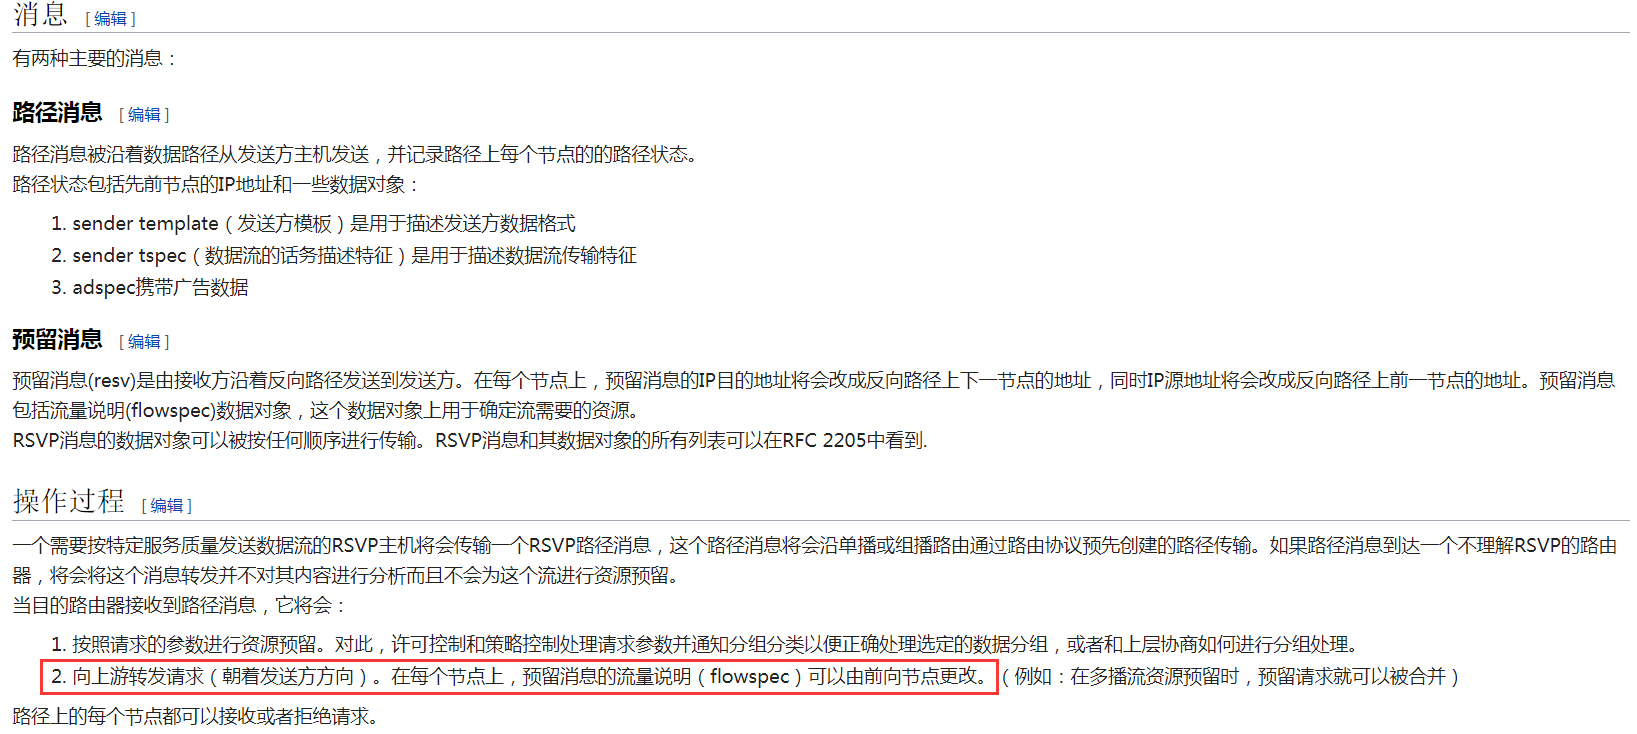 消息 [编辑]
有两种主要的消息：
路径消息 [编辑]
路径消息被沿着数据路径从发送方主机发送，并记录路径上每个节点的的路径状态。
路径状态包括先前节点的IP地址和一些数据对象：
1. sender template（发送方模板）是用于描述发送方数据格式
2. sender tspec（数据流的话务描述特征）是用于描述数据流传输特征
3. adspec携带广告数据
预留消息 [编辑]
预留消息(resv)是由接收方沿着反向路径发送到发送方。在每个节点上，预留消息的IP目的地址将会改成反向路径上下一节点的地址，同时IP源地址将会改成反向路径上前一节点的地址。预留消息
包括流量说明(flowspec)数据对象，这个数据对象上用于确定流需要的资源。
RSVP消息的数据对象可以被按任何顺序进行传输。RSVP消息和其数据对象的所有列表可以在RFC 2205中看到.
操作过程 [编辑]
一个需要按特定服务质量发送数据流的RSVP主机将会传输一个RSVP路径消息，这个路径消息将会沿单播或组播路由通过路由协议预先创建的路径传输。如果路径消息到达一个不理解RSVP的路由
器，将会将这个消息转发并不对其内容进行分析而且不会为这个流进行资源预留。
当目的路由器接收到路径消息，它将会：
1. 按照请求的参数进行资源预留。对此，许可控制和策略控制处理请求参数并通知分组分类以便正确处理选定的数据分组，或者和上层协商如何进行分组处理。
2. 向上游转发请求（朝着发送方方向）。在每个节点上，预留消息的流量说明（flowspec）可以由前向节点更改。（例如：在多播流资源预留时，预留请求就可以被合并）
路径上的每个节点都可以接收或者拒绝请求。